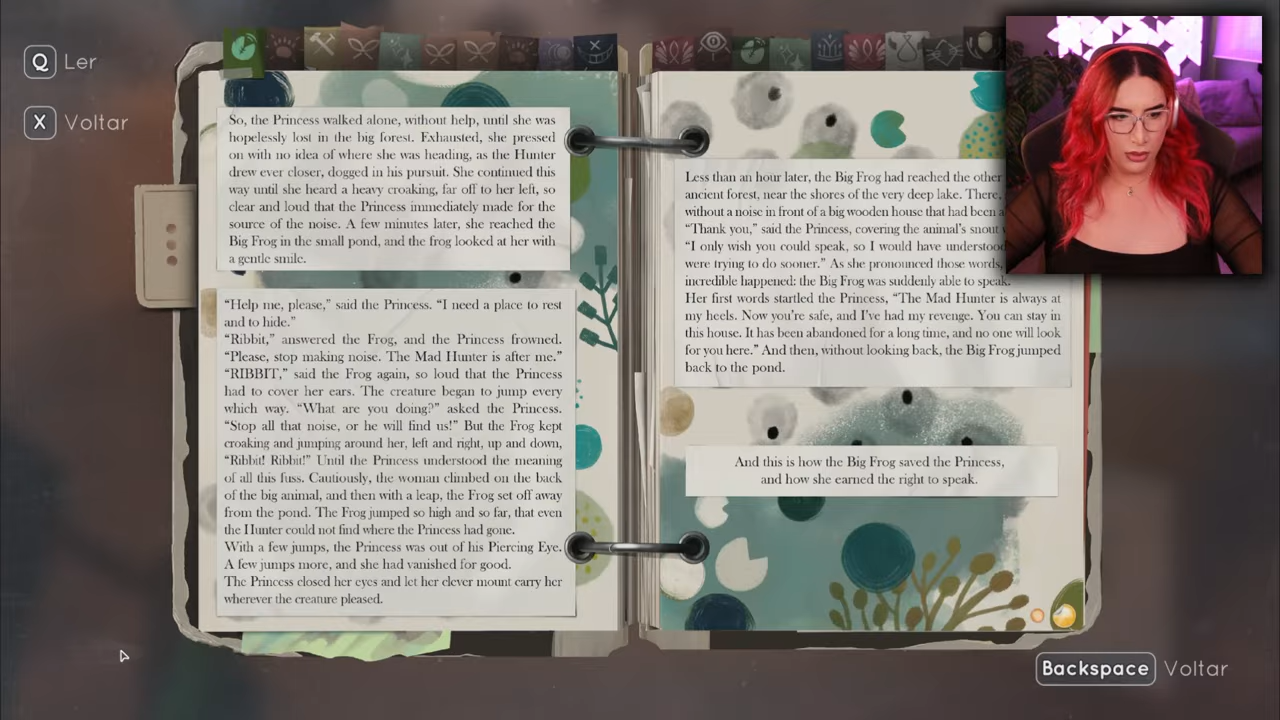 Q Ler
X Voltar
So, the Princess walked alone, without help, until she was
hopelessly lost in the big forest. Exhausted, she pressed
on with no idea of where she was heading, as the Hunter
drew ever closer, dogged in his pursuit. She continued this
way until she heard a heavy croaking, far off to her left, so
clear and loud that the Princess immediately made for the
source of the noise. A few minutes later, she reached the
Big Frog in the small pond, and the frog looked at her with
a gentle smile.
“Help me, please,” said the Princess. “I need a place to rest
and to hide.”
“Ribbit,” answered the Frog, and the Princess frowned.
“Please, stop making noise. The Mad Hunter is after me.”
“RIBBIT,” said the Frog again, so loud that the Princess
had to cover her ears. The creature began to jump every
which way. “What are you doing?” asked the Princess.
“Stop all that noise, or he will find us!” But the Frog kept
croaking and jumping around her, left and right, up and down,
“Ribbit! Ribbit!” Until the Princess understood the meaning
of all this fuss. Cautiously, the woman climbed on the back
of the big animal, and then with a leap, the Frog set off away
from the pond. The Frog jumped so high and so far, that even
the Hunter could not find where the Princess had gone.
With a few jumps, the Princess was out of his Piercing Eye.
A few jumps more, and she had vanished for good.
The Princess closed her eyes and let her clever mount carry her
wherever the creature pleased.
Less than an hour later, the Big Frog had reached the other
ancient forest, near the shores of the very deep lake. There,
without a noise in front of a big wooden house that had been a
“Thank you,” said the Princess, covering the animal's snout
“I only wish you could speak, so I would have understood
were trying to do sooner.” As she pronounced those words,
incredible happened: the Big Frog was suddenly able to speak.
Her first words startled the Princess, “The Mad Hunter is always at
my heels. Now you're safe, and I've had my revenge. You can stay in
this house. It has been abandoned for a long time, and no one will look
for you here.” And then, without looking back, the Big Frog jumped
back to the pond.
And this is how the Big Frog saved the Princess,
and how she earned the right to speak.
Backspace Voltar